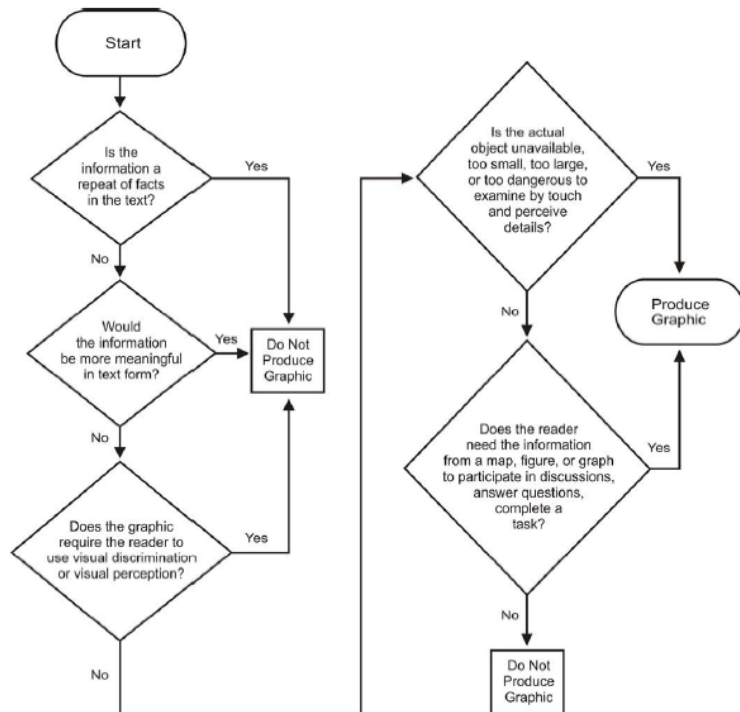 Start
Is the
information a
repeat of facts
in the text?
Yes
No
Would
the information
be more meaningful
in text form?
Yes
Do Not
Produce
Graphic
No
Does the graphic
require the reader to
use visual discrimination
or visual perception?
Yes
No
Is the actual
object unavailable,
too small, too large,
or too dangerous to
examine by touch
and perceive
details?
Yes
Produce
Graphic
No
Does the reader
need the information
from a map, figure, or graph
to participate in discussions,
answer questions,
complete a
task?
Yes
No
Do Not
Produce
Graphic